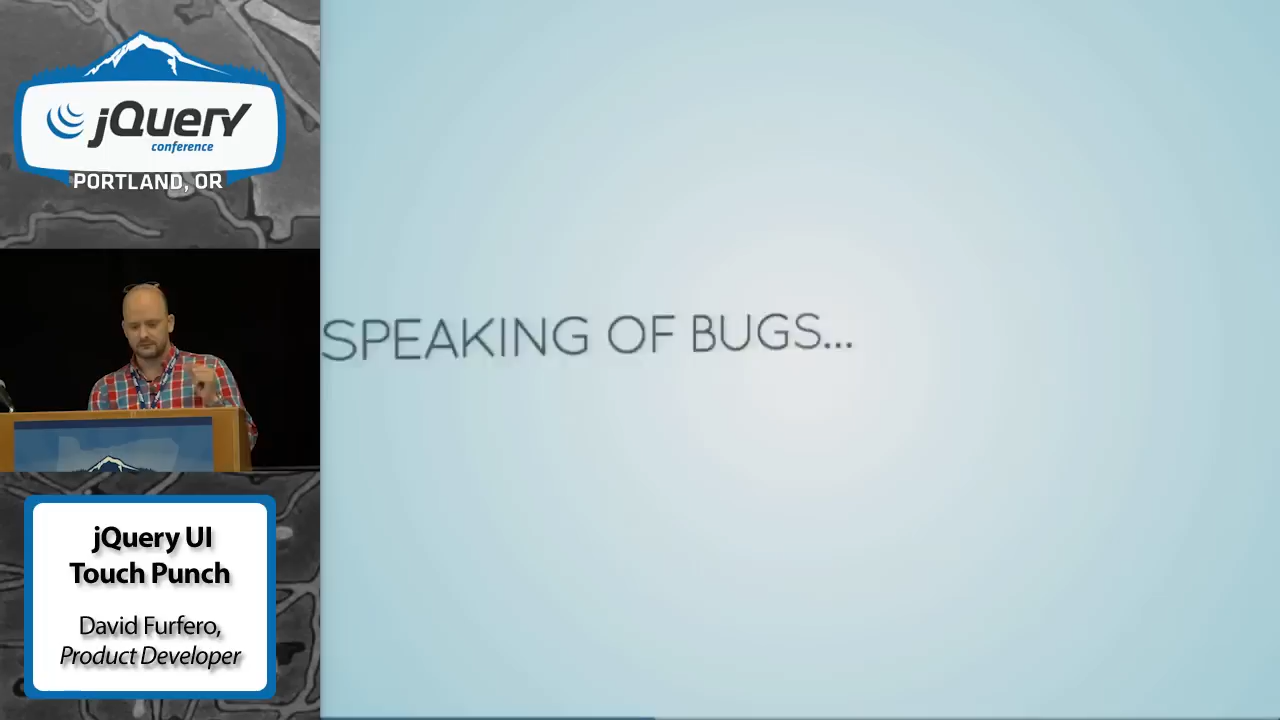 jQuery
conference
PORTLAND, OR
SPEAKING OF BUGS...
jQuery UI
Touch Punch
David Furfero,
Product Developer